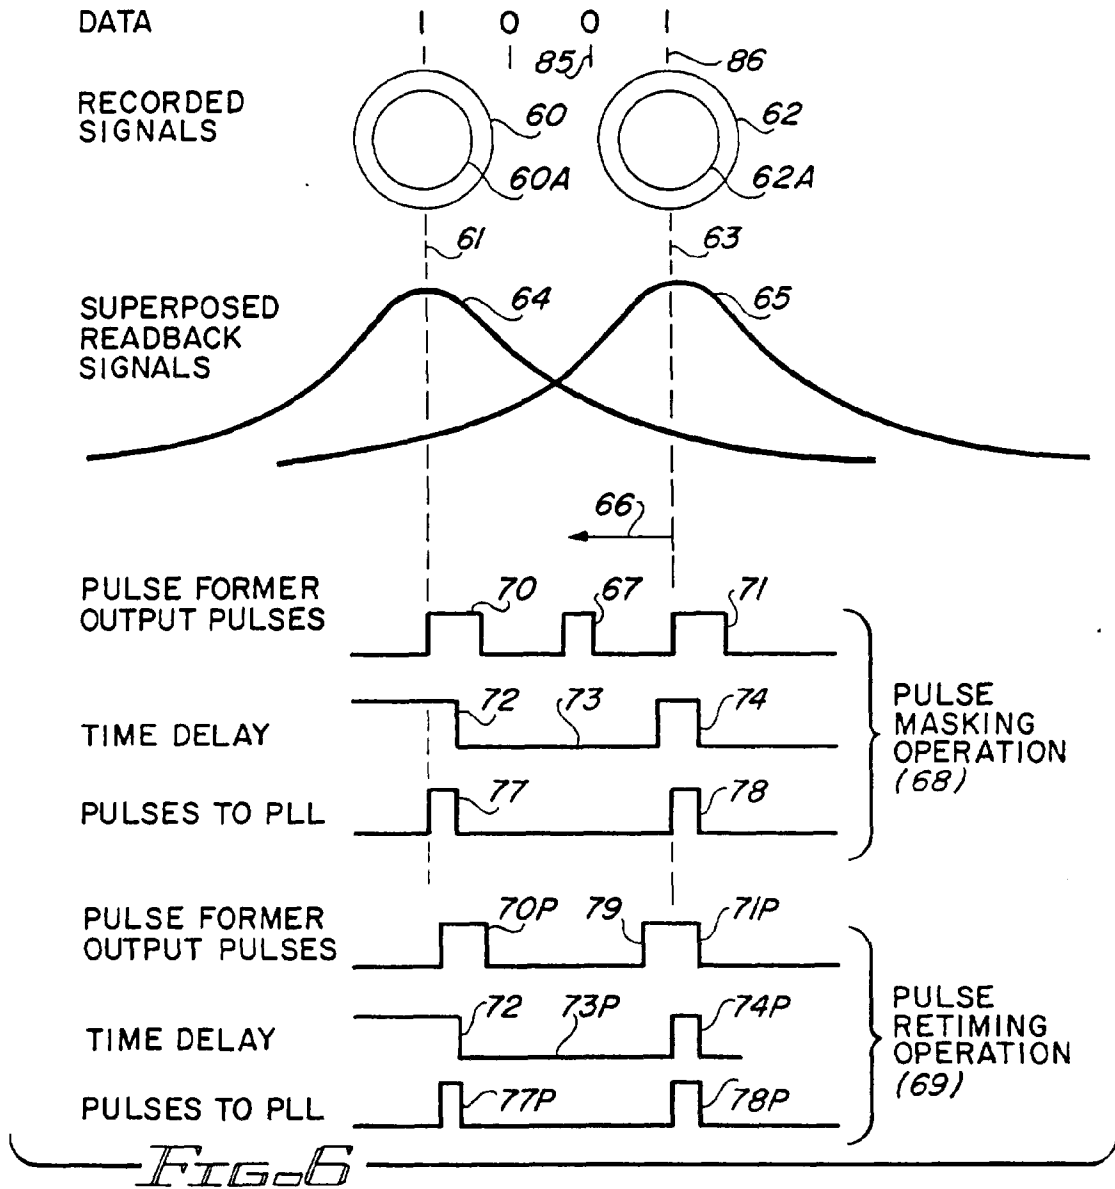 DATA 1 0 0 1
85 86
RECORDED
SIGNALS
60 62
60A 62A
61 63
SUPERPOSED
READBACK
SIGNALS
64 65
66
PULSE FORMER
OUTPUT PULSES
70 67 71
TIME DELAY
72 73 74
PULSES TO PLL
77 78
PULSE
MASKING
OPERATION
(68)
PULSE FORMER
OUTPUT PULSES
70P 79 71P
TIME DELAY
72 73P 74P
PULSES TO PLL
77P 78P
PULSE
RETIMING
OPERATION
(69)
FIG. 6